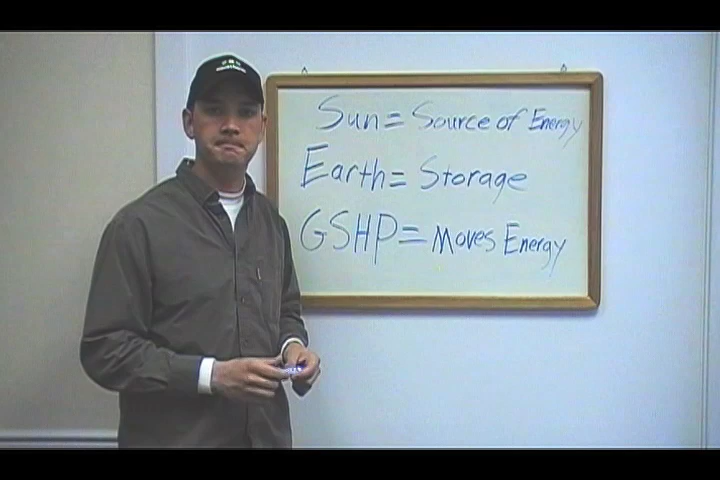 Sun = Source of Energy
Earth = Storage
GSHP = Moves Energy